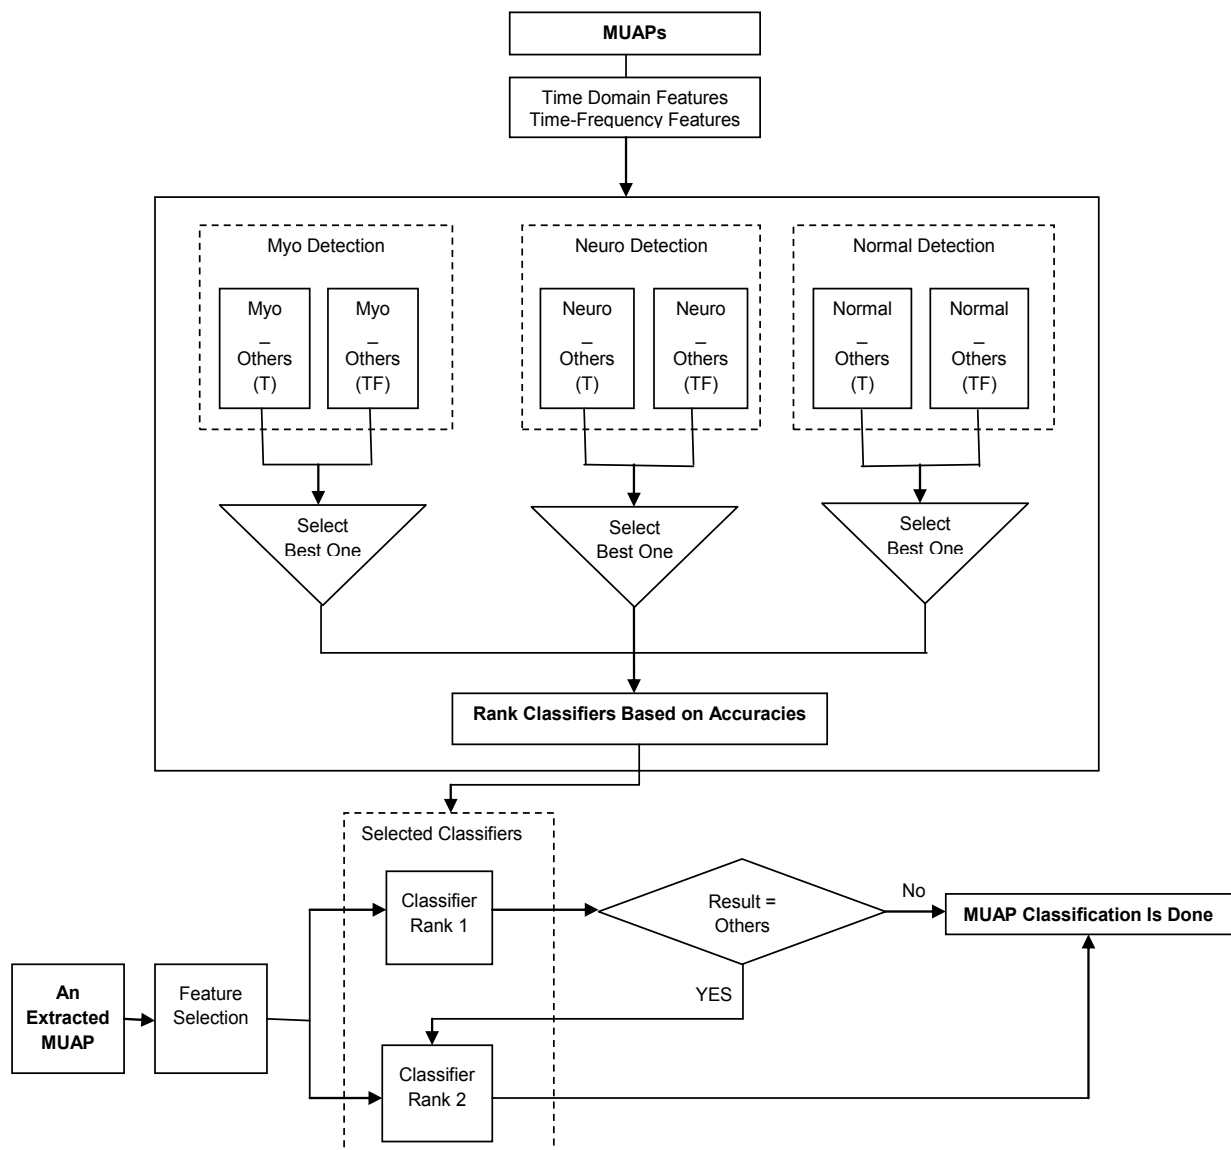 MUAPs
Time Domain Features
Time-Frequency Features
Myo Detection
Myo
_
Others
(T)
Myo
_
Others
(TF)
Neuro Detection
Neuro
_
Others
(T)
Neuro
_
Others
(TF)
Normal Detection
Normal
_
Others
(T)
Normal
_
Others
(TF)
Select
Best One
Select
Best One
Select
Best One
Rank Classifiers Based on Accuracies
Selected Classifiers
Classifier
Rank 1
Result =
Others
No
MUAP Classification Is Done
YES
An
Extracted
MUAP
Feature
Selection
Classifier
Rank 2